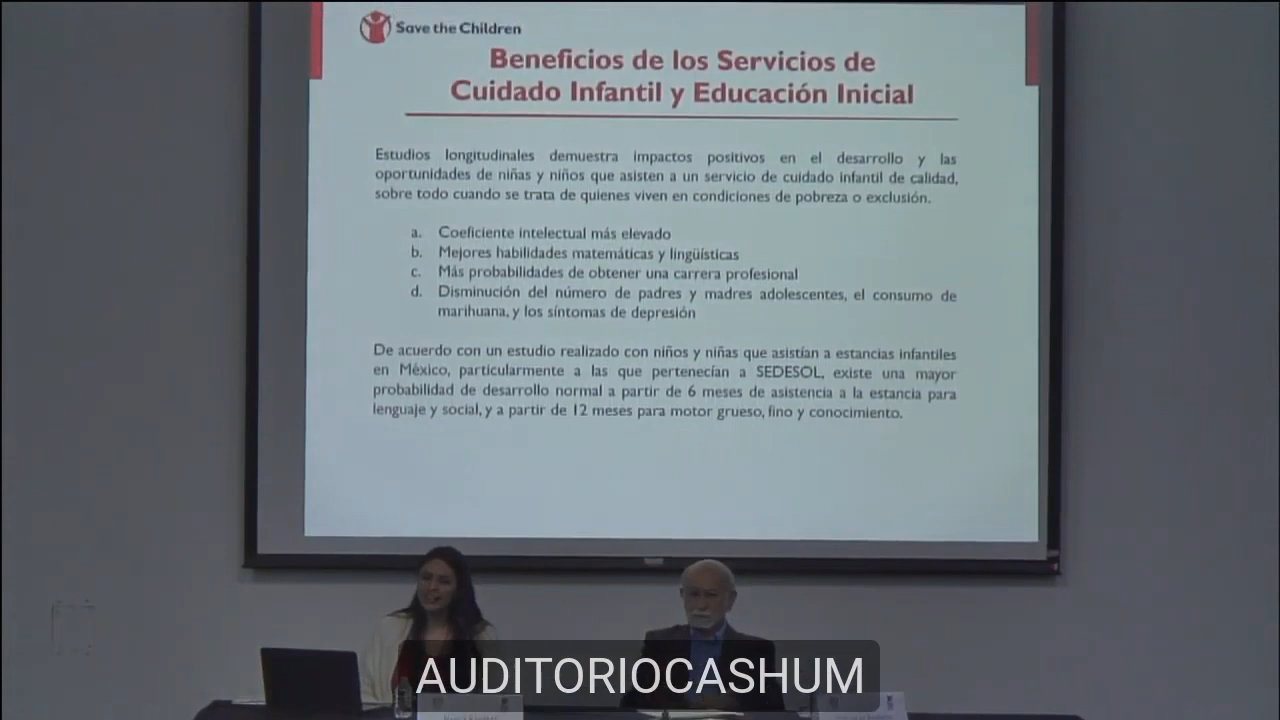 Save the Children
Beneficios de los Servicios de
Cuidado Infantil y Educación Inicial
Estudios longitudinales demuestra impactos positivos en el desarrollo y las
oportunidades de niñas y niños que asisten a un servicio de cuidado infantil de calidad,
sobre todo cuando se trata de quienes viven en condiciones de pobreza o exclusión.
a. Coeficiente intelectual más elevado
b. Mejores habilidades matemáticas y lingüísticas
c. Más probabilidades de obtener una carrera profesional
d. Disminución del número de padres y madres adolescentes, el consumo de
marihuana, y los síntomas de depresión
De acuerdo con un estudio realizado con niños y niñas que asistían a estancias infantiles
en México, particularmente a las que pertenecían a SEDESOL, existe una mayor
probabilidad de desarrollo normal a partir de 6 meses de asistencia a la estancia para
lenguaje y social, y a partir de 12 meses para motor grueso, fino y conocimiento.
AUDITORIOCASHUM